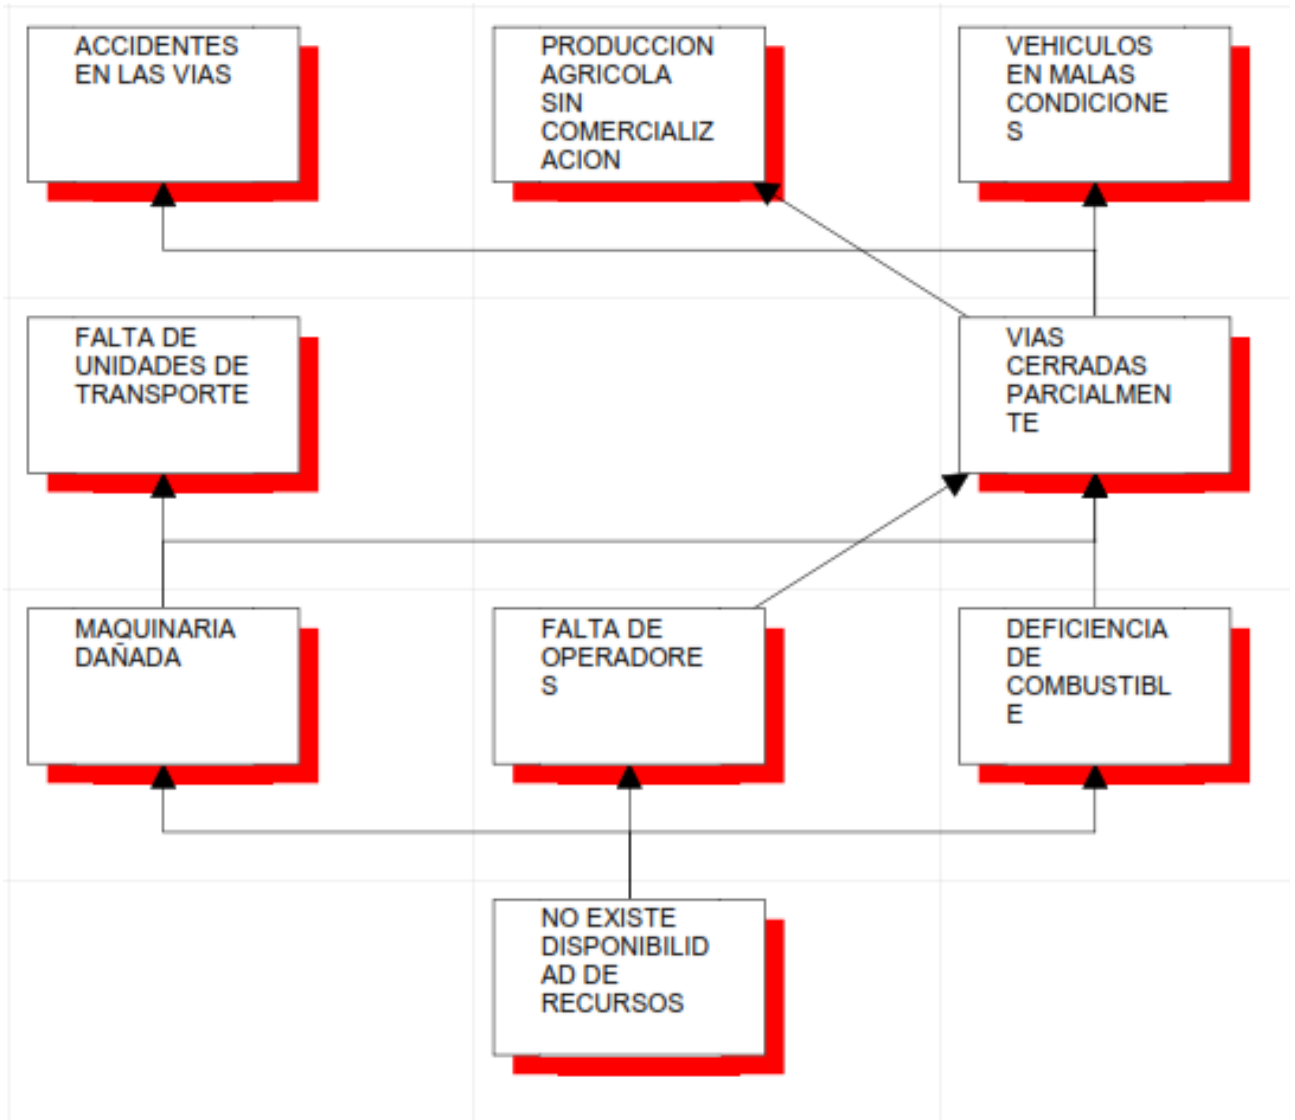 ACCIDENTES
EN LAS VIAS
PRODUCCION
AGRICOLA
SIN
COMERCIALIZ
ACION
VEHICULOS
EN MALAS
CONDICIONE
S
FALTA DE
UNIDADES DE
TRANSPORTE
VIAS
CERRADAS
PARCIALMEN
TE
MAQUINARIA
DAÑADA
FALTA DE
OPERADORE
S
DEFICIENCIA
DE
COMBUSTIBL
E
NO EXISTE
DISPONIBILID
AD DE
RECURSOS